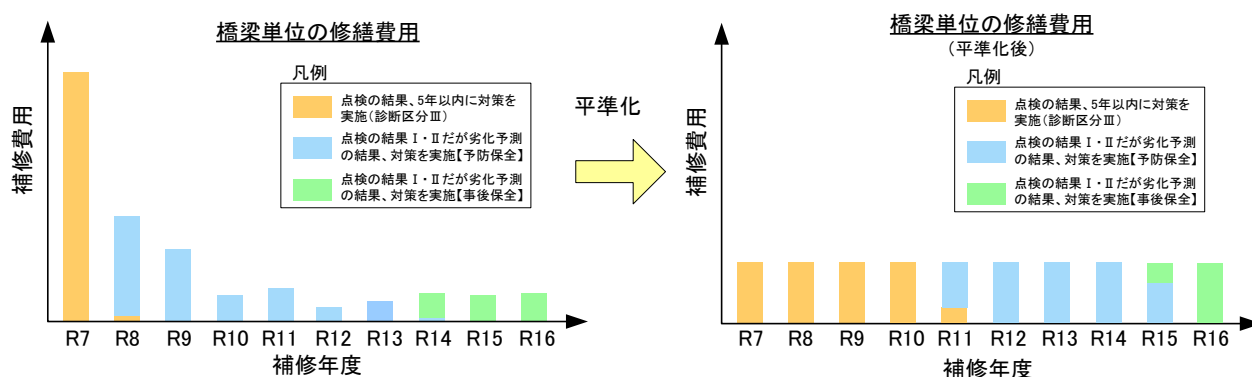 橋梁単位の修繕費用
補修費用
凡例
点検の結果、5年以内に対策を
実施(診断区分Ⅲ)
点検の結果Ⅰ・Ⅱだが劣化予測
の結果、対策を実施【予防保全】
点検の結果Ⅰ・Ⅱだが劣化予測
の結果、対策を実施【事後保全】
R7 R8 R9 R10 R11 R12 R13 R14 R15 R16
補修年度
平準化
橋梁単位の修繕費用
(平準化後)
補修費用
凡例
点検の結果、5年以内に対策を
実施(診断区分Ⅲ)
点検の結果Ⅰ・Ⅱだが劣化予測
の結果、対策を実施【予防保全】
点検の結果Ⅰ・Ⅱだが劣化予測
の結果、対策を実施【事後保全】
R7 R8 R9 R10 R11 R12 R13 R14 R15 R16
補修年度